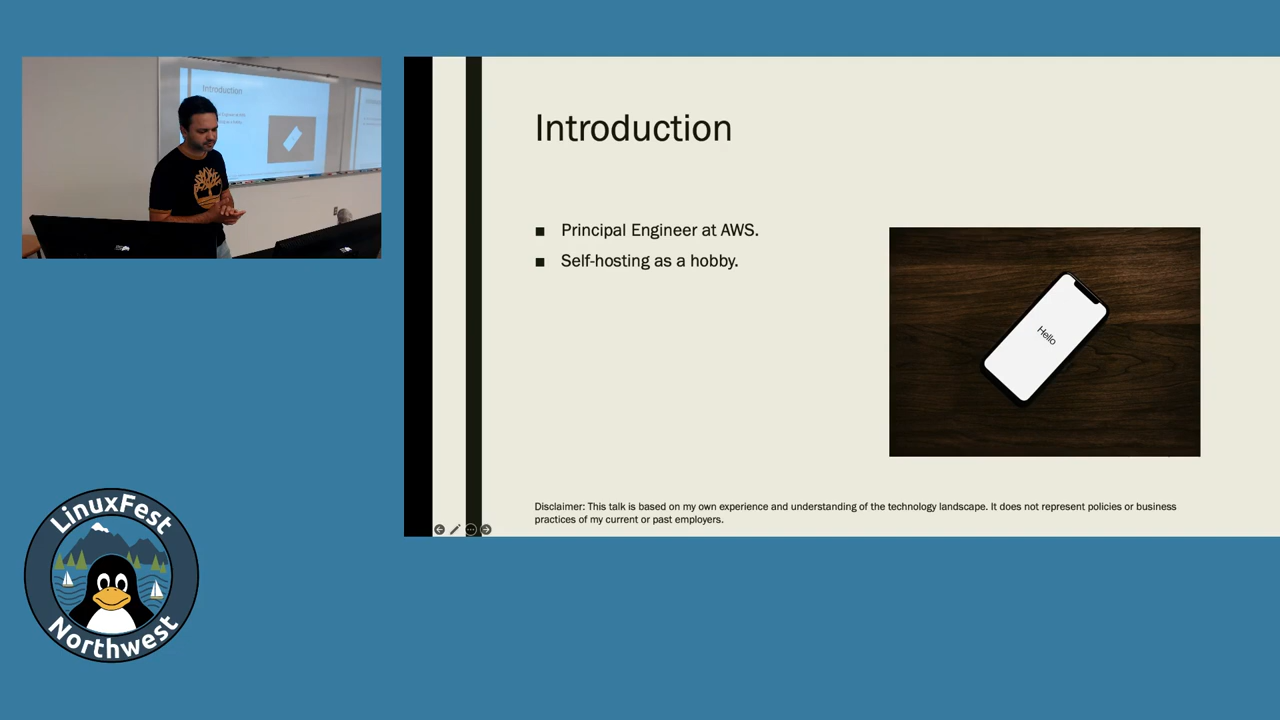 Introduction
Introduction
■ Principal Engineer at AWS.
■ Self-hosting as a hobby.
Hello
Disclaimer: This talk is based on my own experience and understanding of the technology landscape. It does not represent policies or business
practices of my current or past employers.
LinuxFest
Northwest